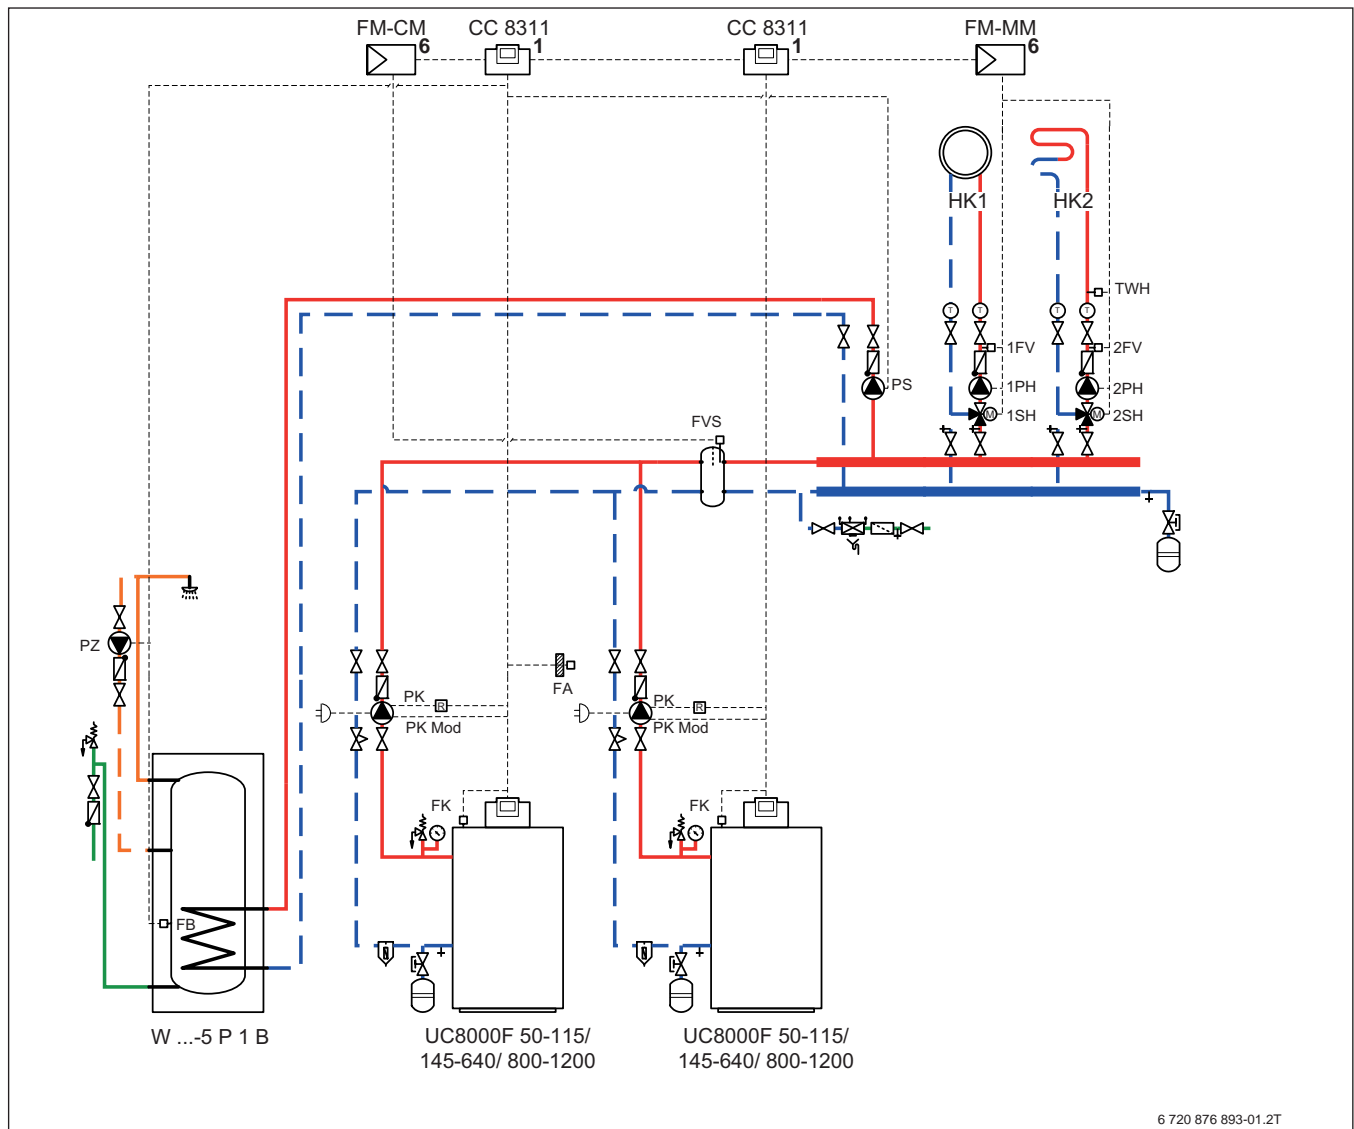 FM-CM
6
CC 8311
1
CC 8311
1
FM-MM
6
HK1
HK2
TWH
1FV
2FV
PS
1PH
2PH
M
1SH
M
2SH
T
T
T
T
FVS
PZ
FA
PK
R
PK Mod
PK
R
PK Mod
FK
FK
FB
W ...-5 P 1 B
UC8000F 50-115/
145-640/ 800-1200
UC8000F 50-115/
145-640/ 800-1200
6 720 876 893-01.2T